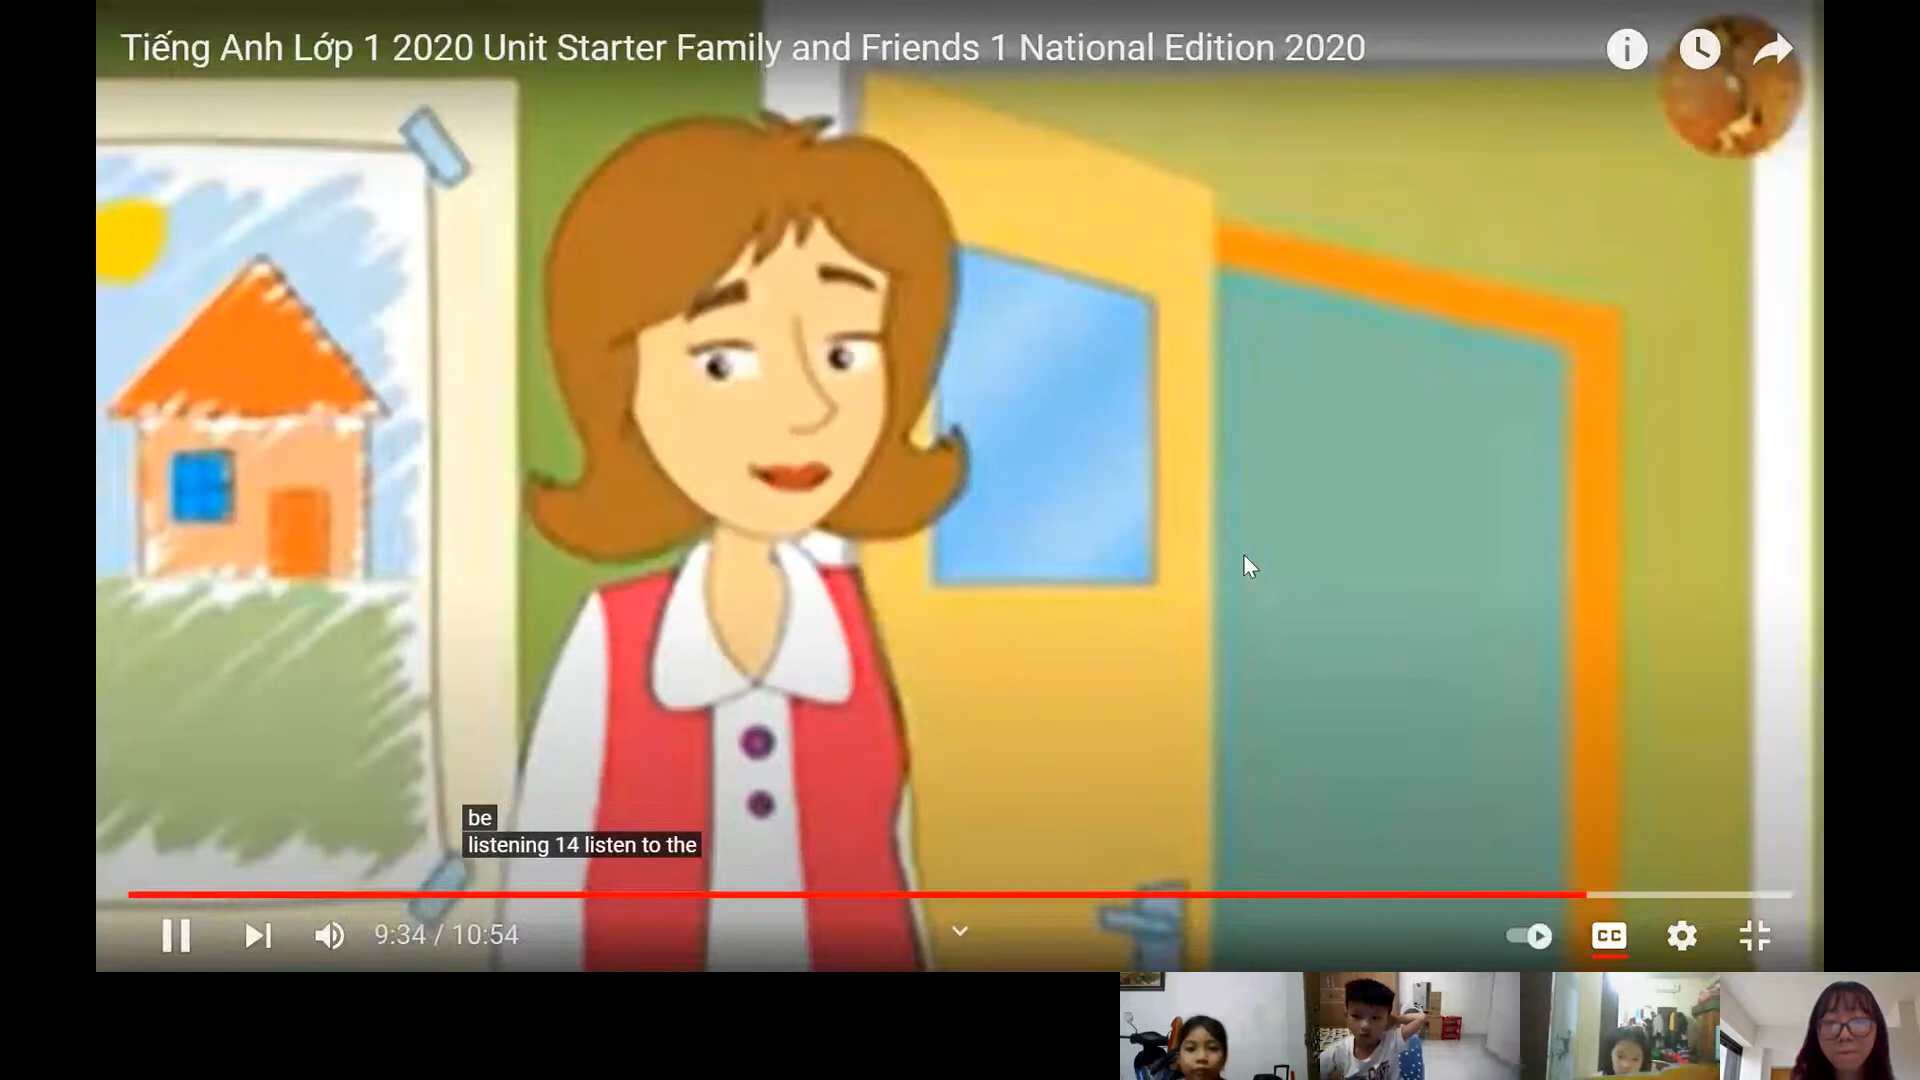 Tiếng Anh Lớp 1 2020 Unit Starter Family and Friends 1 National Edition 2020
be
listening 14 listen to the
9:34 / 10:54
CC